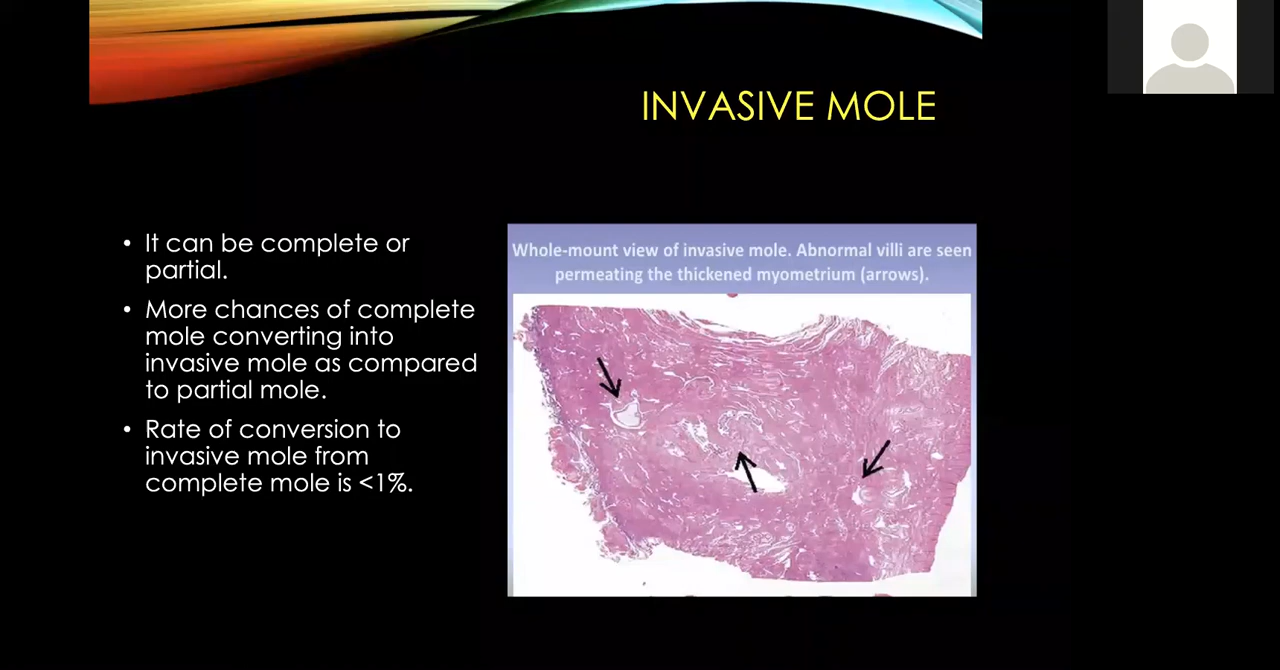 INVASIVE MOLE
• It can be complete or
partial.
• More chances of complete
mole converting into
invasive mole as compared
to partial mole.
• Rate of conversion to
invasive mole from
complete mole is <1%.
Whole-mount view of invasive mole. Abnormal villi are seen
permeating the thickened myometrium (arrows).